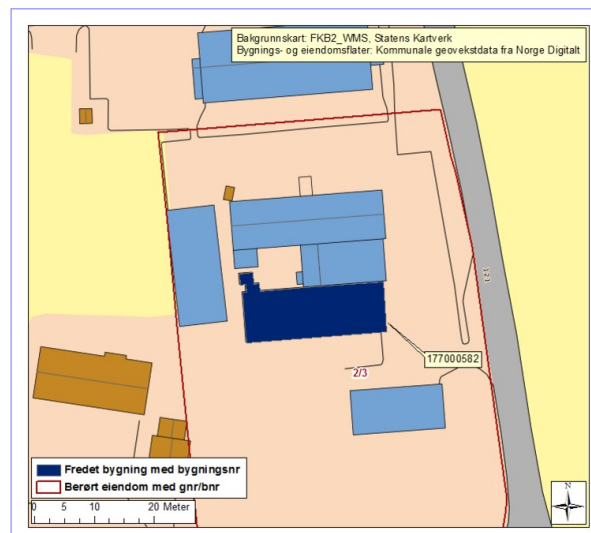 Bakgrunnskart: FKB2_WMS, Statens Kartverk
Bygnings- og eiendomsflater: Kommunale geovekstdata fra Norge Digitalt
121
177000582
2/3
Fredet bygning med bygningsnr
Berørt eiendom med gnr/bnr
0 5 10 20 Meter
N